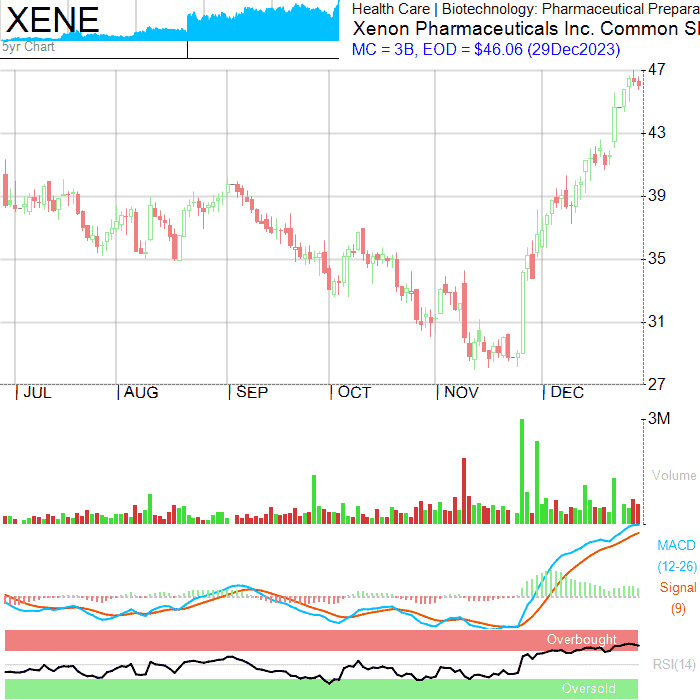 XENE
5yr Chart
Health Care | Biotechnology: Pharmaceutical Prepara
Xenon Pharmaceuticals Inc. Common
MC = 3B, EOD = $46.06 (29Dec2023)
47
43
39
35
31
27
JUL AUG SEP OCT NOV DEC
3M
Volume
MACD
(12-26)
Signal
(9)
Overbought
RSI(14)
Oversold